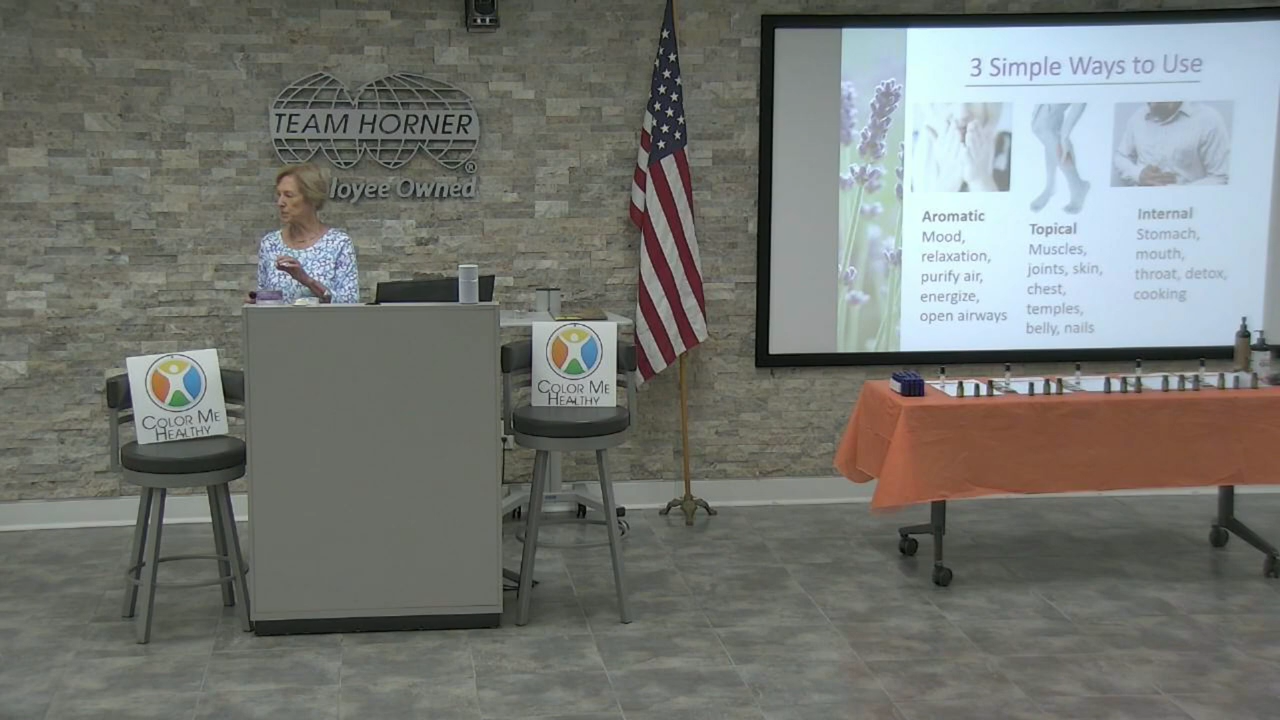 TEAM HORNER
®
loyee Owned
COLOR ME
HEALTHY
COLOR ME
HEALTHY
3 Simple Ways to Use
Aromatic
Mood,
relaxation,
purify air,
energize,
open airways
Topical
Muscles,
joints, skin,
chest,
temples,
belly, nails
Internal
Stomach,
mouth,
throat, detox,
cooking